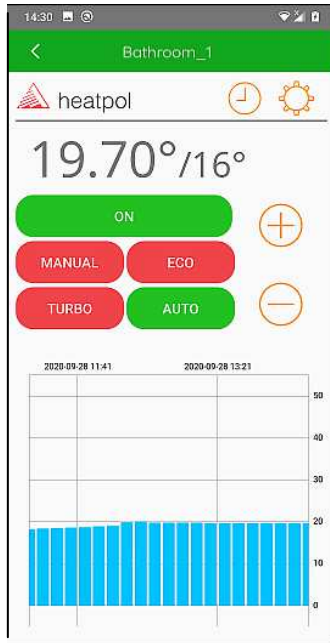 14:30
Bathroom_1
heatpol
19.70°/16°
ON
MANUAL ECO
TURBO AUTO
2020-09-28 11:41 2020-09-28 13:21
50
40
30
20
10
0